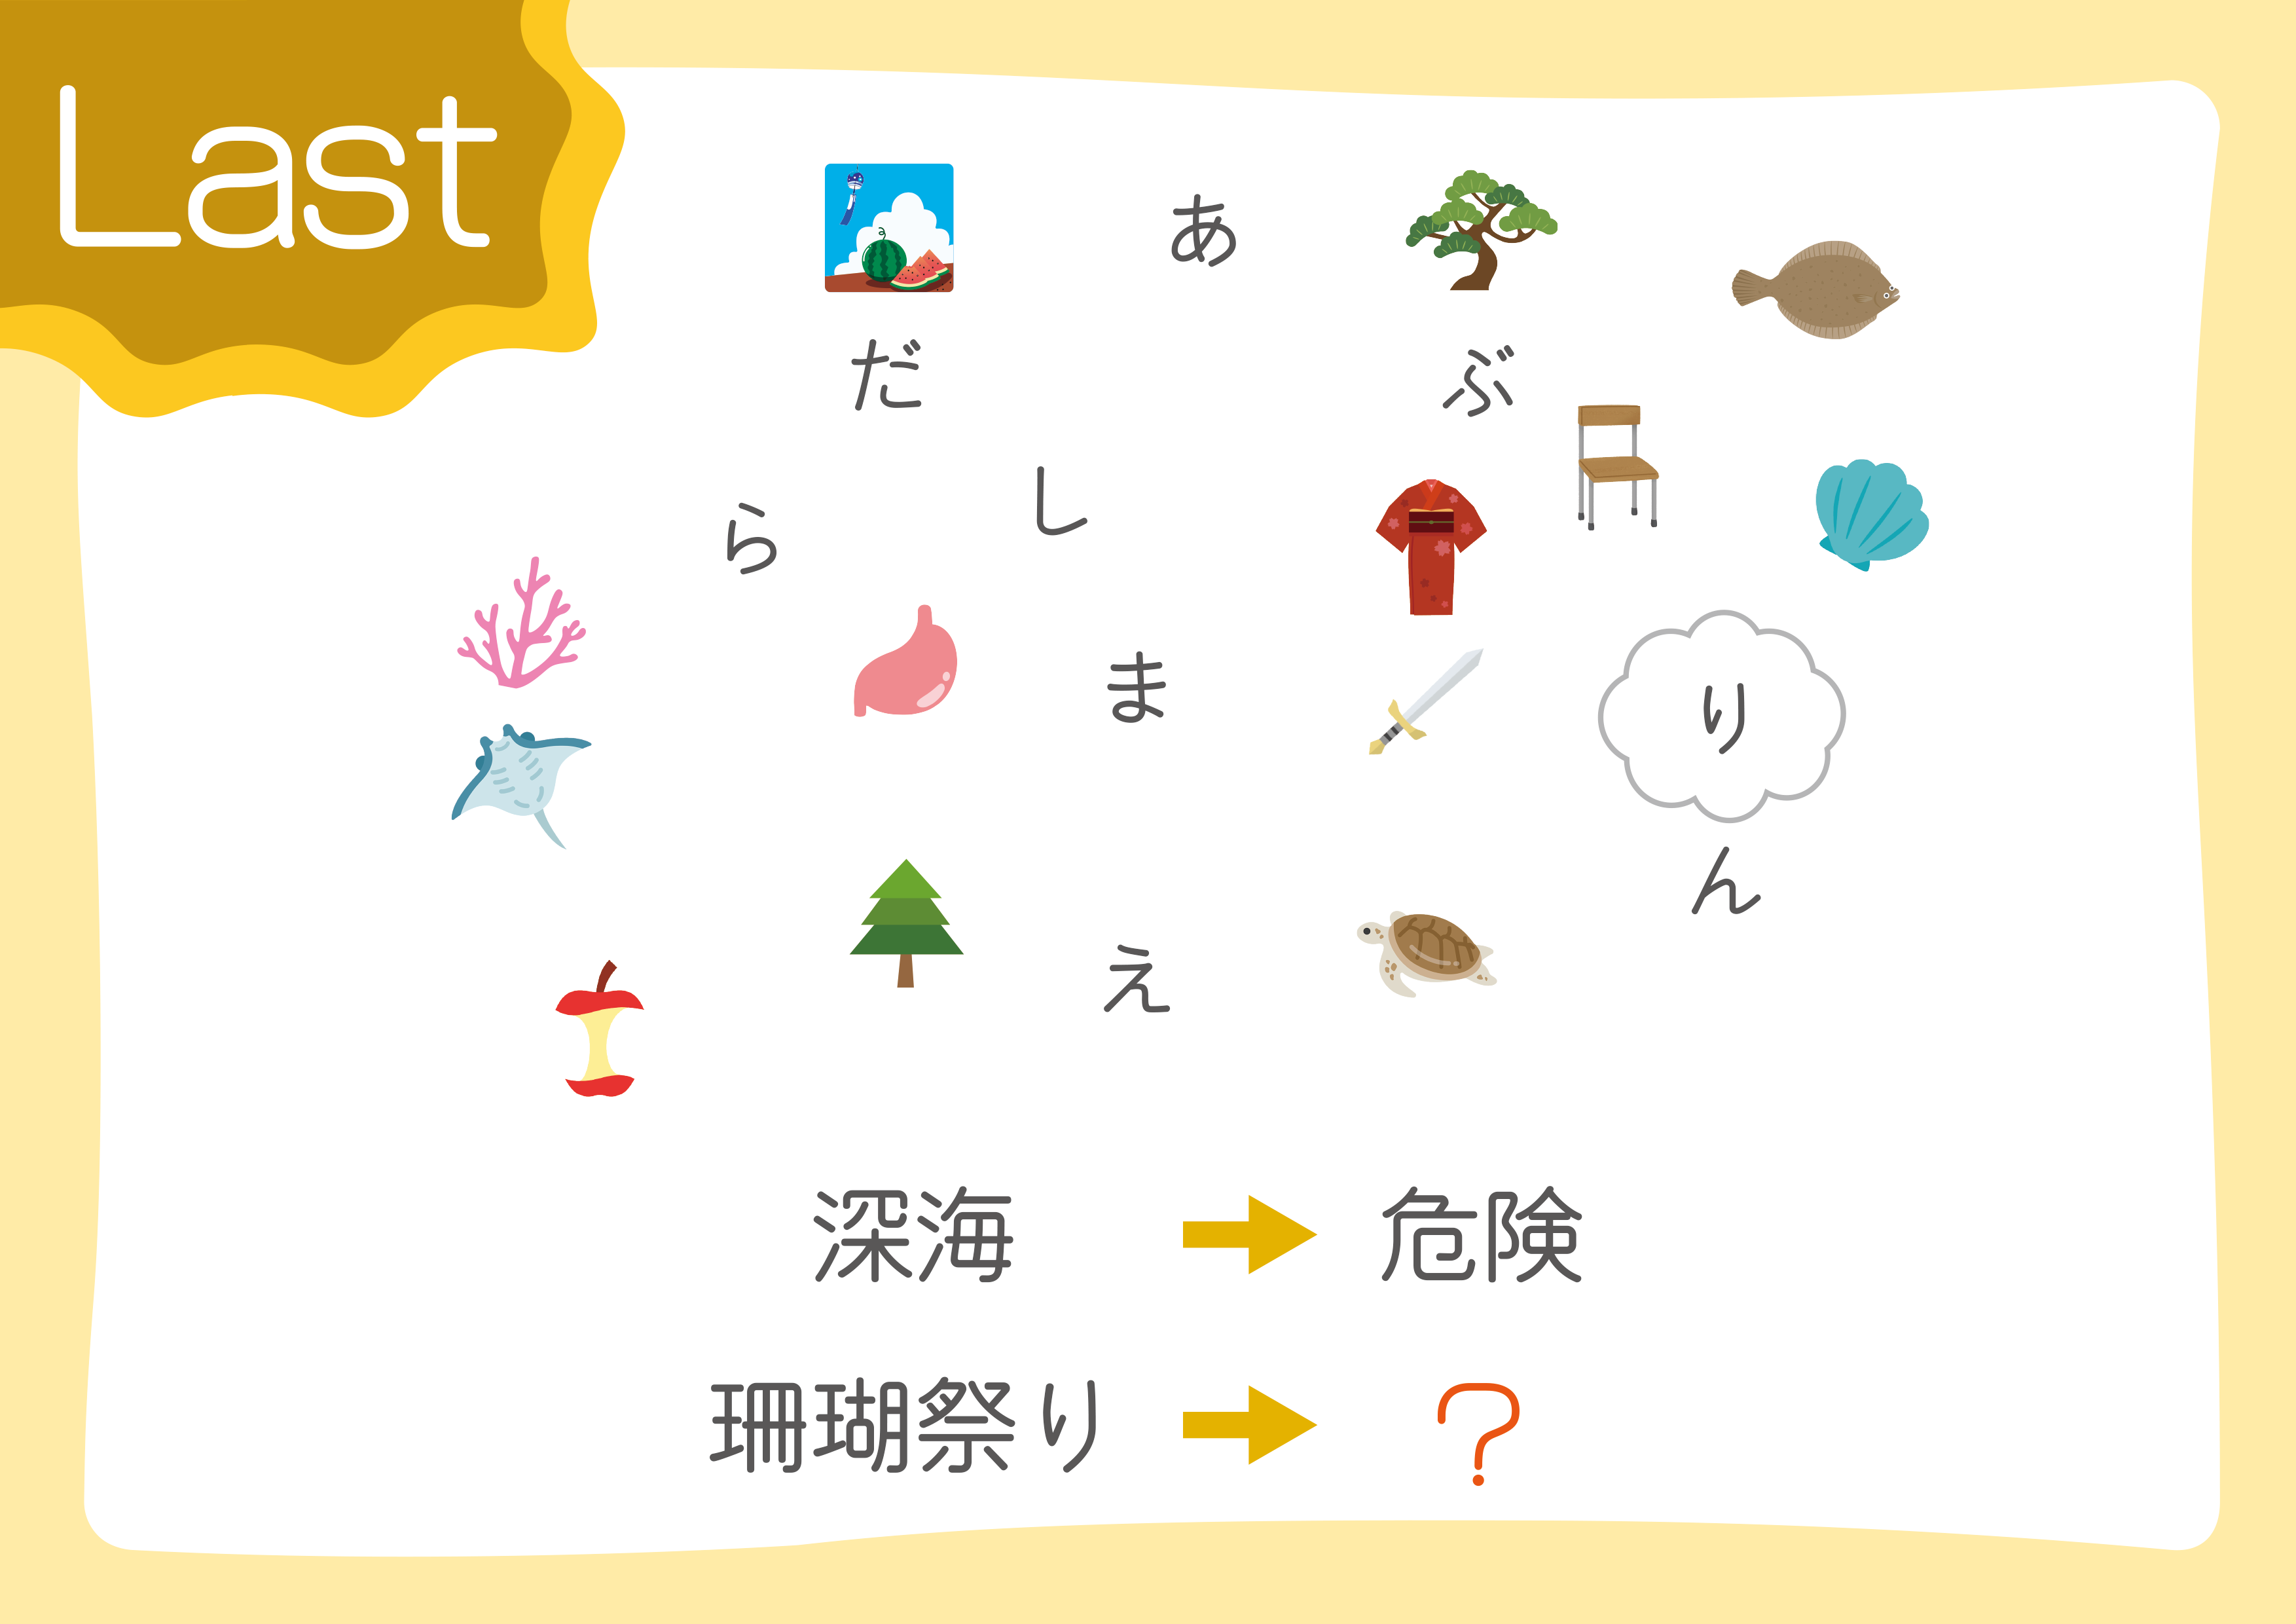 Last
あ
だ
ぶ
し
ら
ま
り
ん
え
深海 → 危険
珊瑚祭り → ?